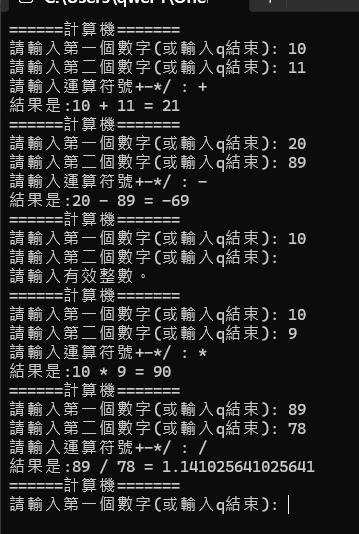 ======計算機=======
請輸入第一個數字(或輸入q結束): 10
請輸入第二個數字(或輸入q結束): 11
請輸入運算符號+-*/ : +
結果是:10 + 11 = 21
======計算機=======
請輸入第一個數字(或輸入q結束): 20
請輸入第二個數字(或輸入q結束): 89
請輸入運算符號+-*/ : -
結果是:20 - 89 = -69
======計算機=======
請輸入第一個數字(或輸入q結束): 10
請輸入第二個數字(或輸入q結束):
請輸入有效整數。
======計算機=======
請輸入第一個數字(或輸入q結束): 10
請輸入第二個數字(或輸入q結束): 9
請輸入運算符號+-*/ : *
結果是:10 * 9 = 90
======計算機=======
請輸入第一個數字(或輸入q結束): 89
請輸入第二個數字(或輸入q結束): 78
請輸入運算符號+-*/ : /
結果是:89 / 78 = 1.141025641025641
======計算機=======
請輸入第一個數字(或輸入q結束):